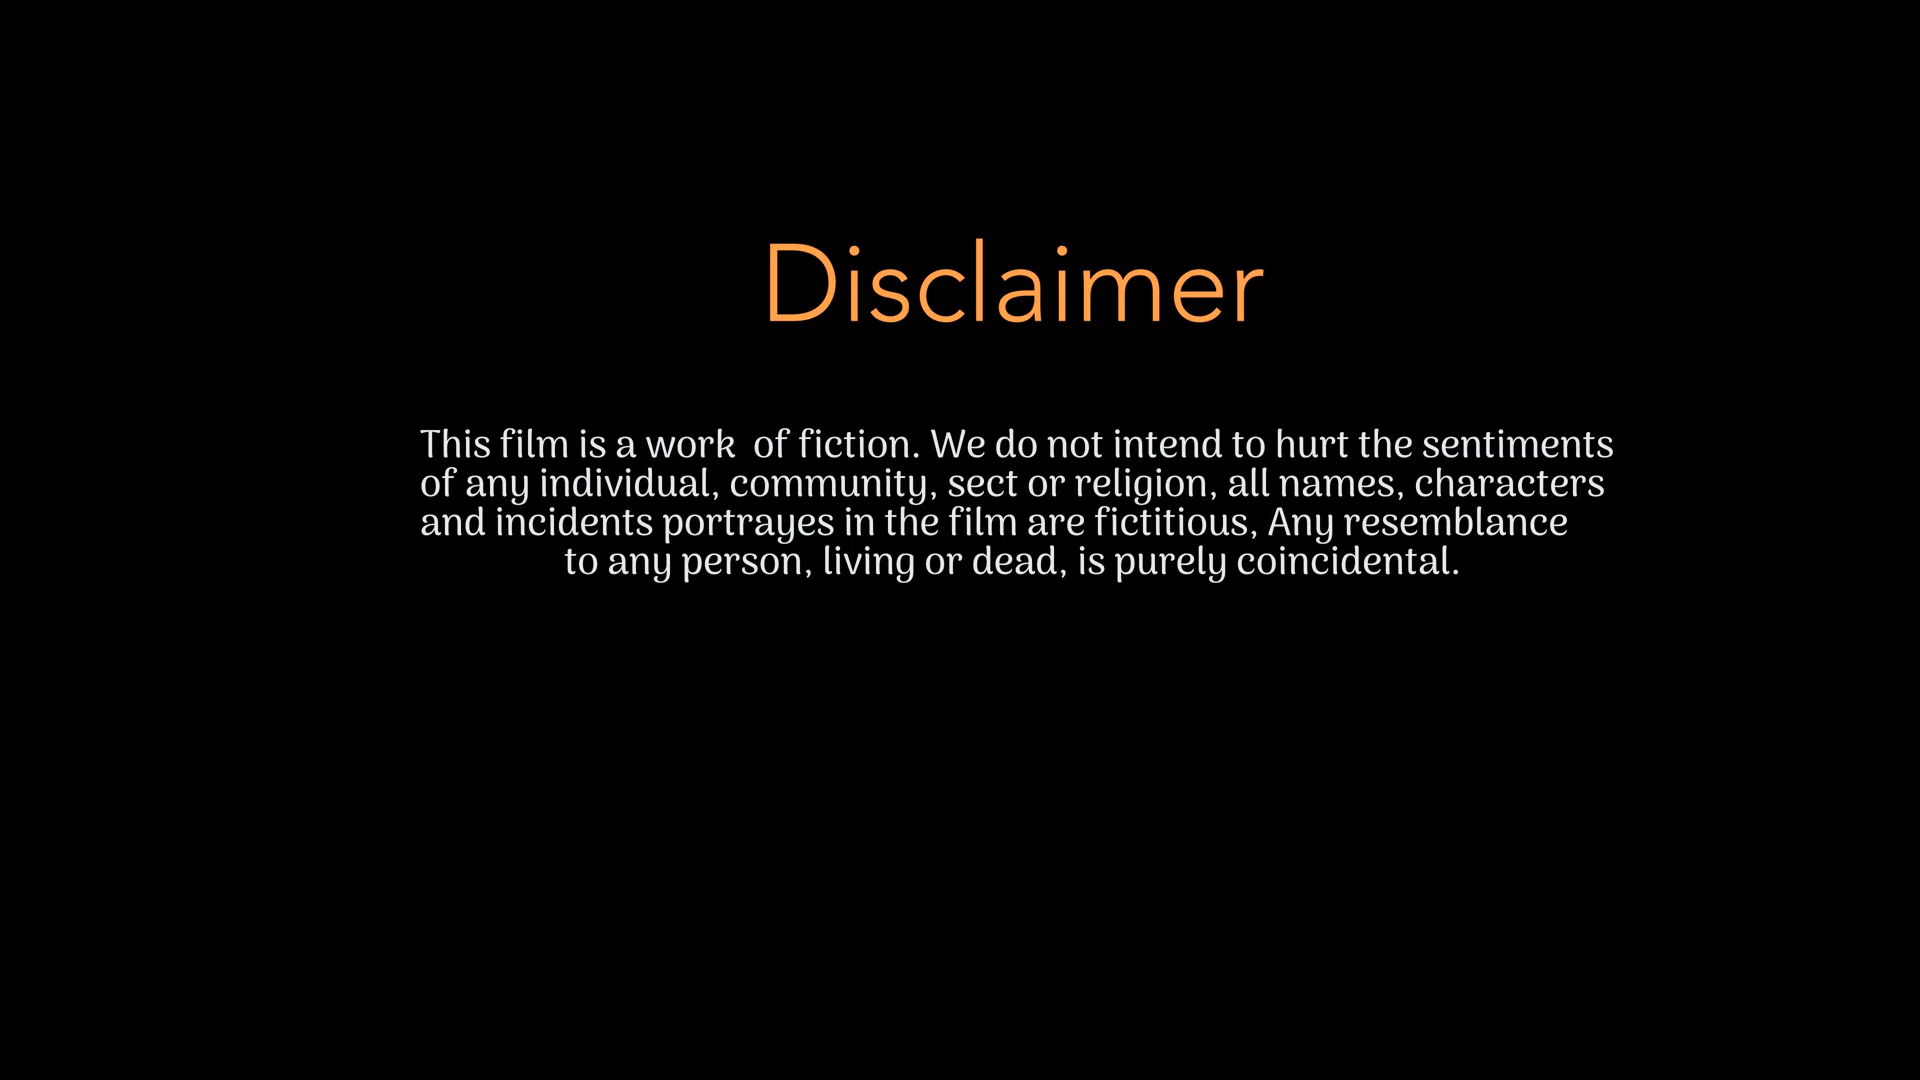 Disclaimer
This film is a work  of fiction. We do not intend to hurt the sentiments
of any individual, community, sect or religion, all names, characters
and incidents portrayes in the film are fictitious, Any resemblance
to any person, living or dead, is purely coincidental.